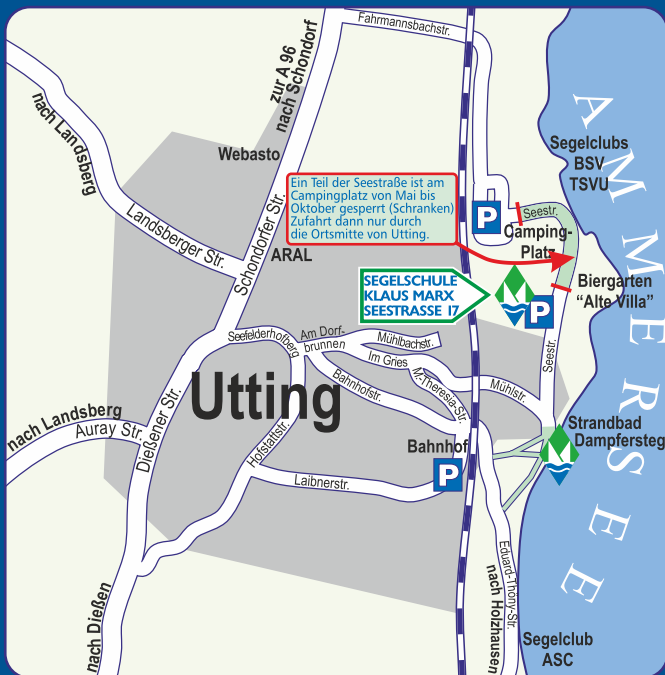 Fahrmannsbachstr.
zur A 96
nach Schondorf
nach Landsberg
Webasto
Segelclubs
BSV
TSVU
AMMERSEE
Ein Teil der Seestraße ist am
Campingplatz von Mai bis
Oktober gesperrt (Schranken)
Zufahrt dann nur durch
die Ortsmitte von Utting.
P
Seestr.
Camping-
Platz
Landsberger Str.
Schondorfer Str.
ARAL
SEGELSCHULE
KLAUS MARX
SEESTRASSE 17
P
Biergarten
“Alte Villa”
Seestr.
Seefelderhofberg
Am Dorf-
brunnen
Mühlbachstr.
Im Gries
M.-Theresia-Str.
Mühlstr.
Bahnhofstr.
Utting
nach Landsberg
Auray Str.
Dießener Str.
Hofstattstr.
Bahnhof
P
Strandbad
Dampfersteg
Laibnerstr.
Eduard-Thöny-Str.
nach Holzhausen
nach Dießen
Segelclub
ASC